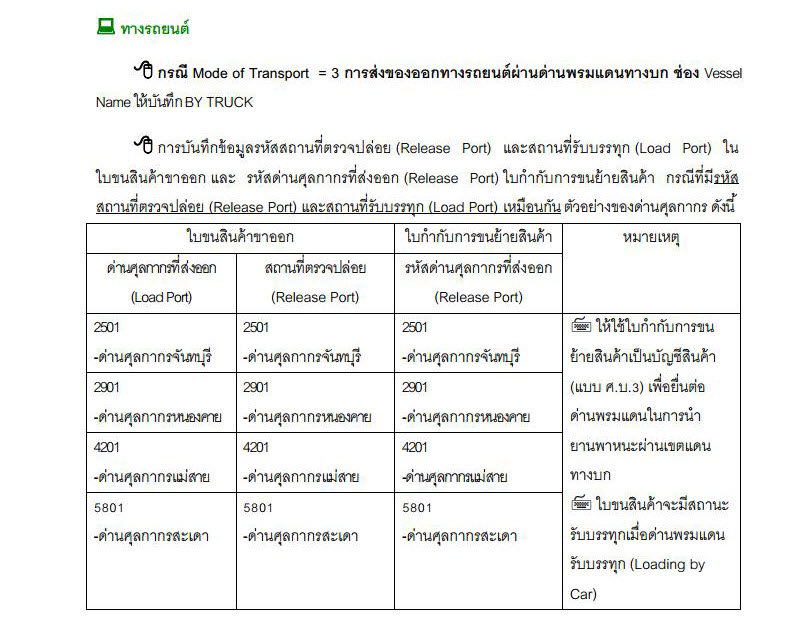 ทางรถยนต์
กรณี Mode of Transport = 3 การส่งของออกทางรถยนต์ผ่านด่านพรมแดนทางบก ช่อง Vessel
Name ให้บันทึก BY TRUCK
การบันทึกข้อมูลรหัสสถานที่ตรวจปล่อย (Release Port) และสถานที่รับบรรทุก (Load Port) ใน
ใบขนสินค้าขาออก และ รหัสด่านศุลกากรที่ส่งออก (Release Port) ใบกำกับการขนย้ายสินค้า กรณีที่มีรหัส
สถานที่ตรวจปล่อย (Release Port) และสถานที่รับบรรทุก (Load Port) เหมือนกัน ตัวอย่างของด่านศุลกากร ดังนี้
ใบขนสินค้าขาออก ใบกำกับการขนย้ายสินค้า หมายเหตุ
ด่านศุลกากรที่ส่งออก สถานที่ตรวจปล่อย รหัสด่านศุลกากรที่ส่งออก
(Load Port) (Release Port) (Release Port)
2501 2501 2501 ให้ใช้ใบกำกับการขน
-ด่านศุลกากรจันทบุรี -ด่านศุลกากรจันทบุรี -ด่านศุลกากรจันทบุรี ย้ายสินค้าเป็นบัญชีสินค้า
2901 2901 2901 (แบบ ศ.บ.3) เพื่อยื่นต่อ
-ด่านศุลกากรหนองคาย -ด่านศุลกากรหนองคาย -ด่านศุลกากรหนองคาย ด่านพรมแดนในการนำ
4201 4201 4201 ยานพาหนะผ่านเขตแดน
-ด่านศุลกากรแม่สาย -ด่านศุลกากรแม่สาย -ด่านศุลกากรแม่สาย ทางบก
5801 5801 5801 ใบขนสินค้าจะมีสถานะ
-ด่านศุลกากรสะเดา -ด่านศุลกากรสะเดา -ด่านศุลกากรสะเดา รับบรรทุกเมื่อด่านพรมแดน
รับบรรทุก (Loading by
Car)